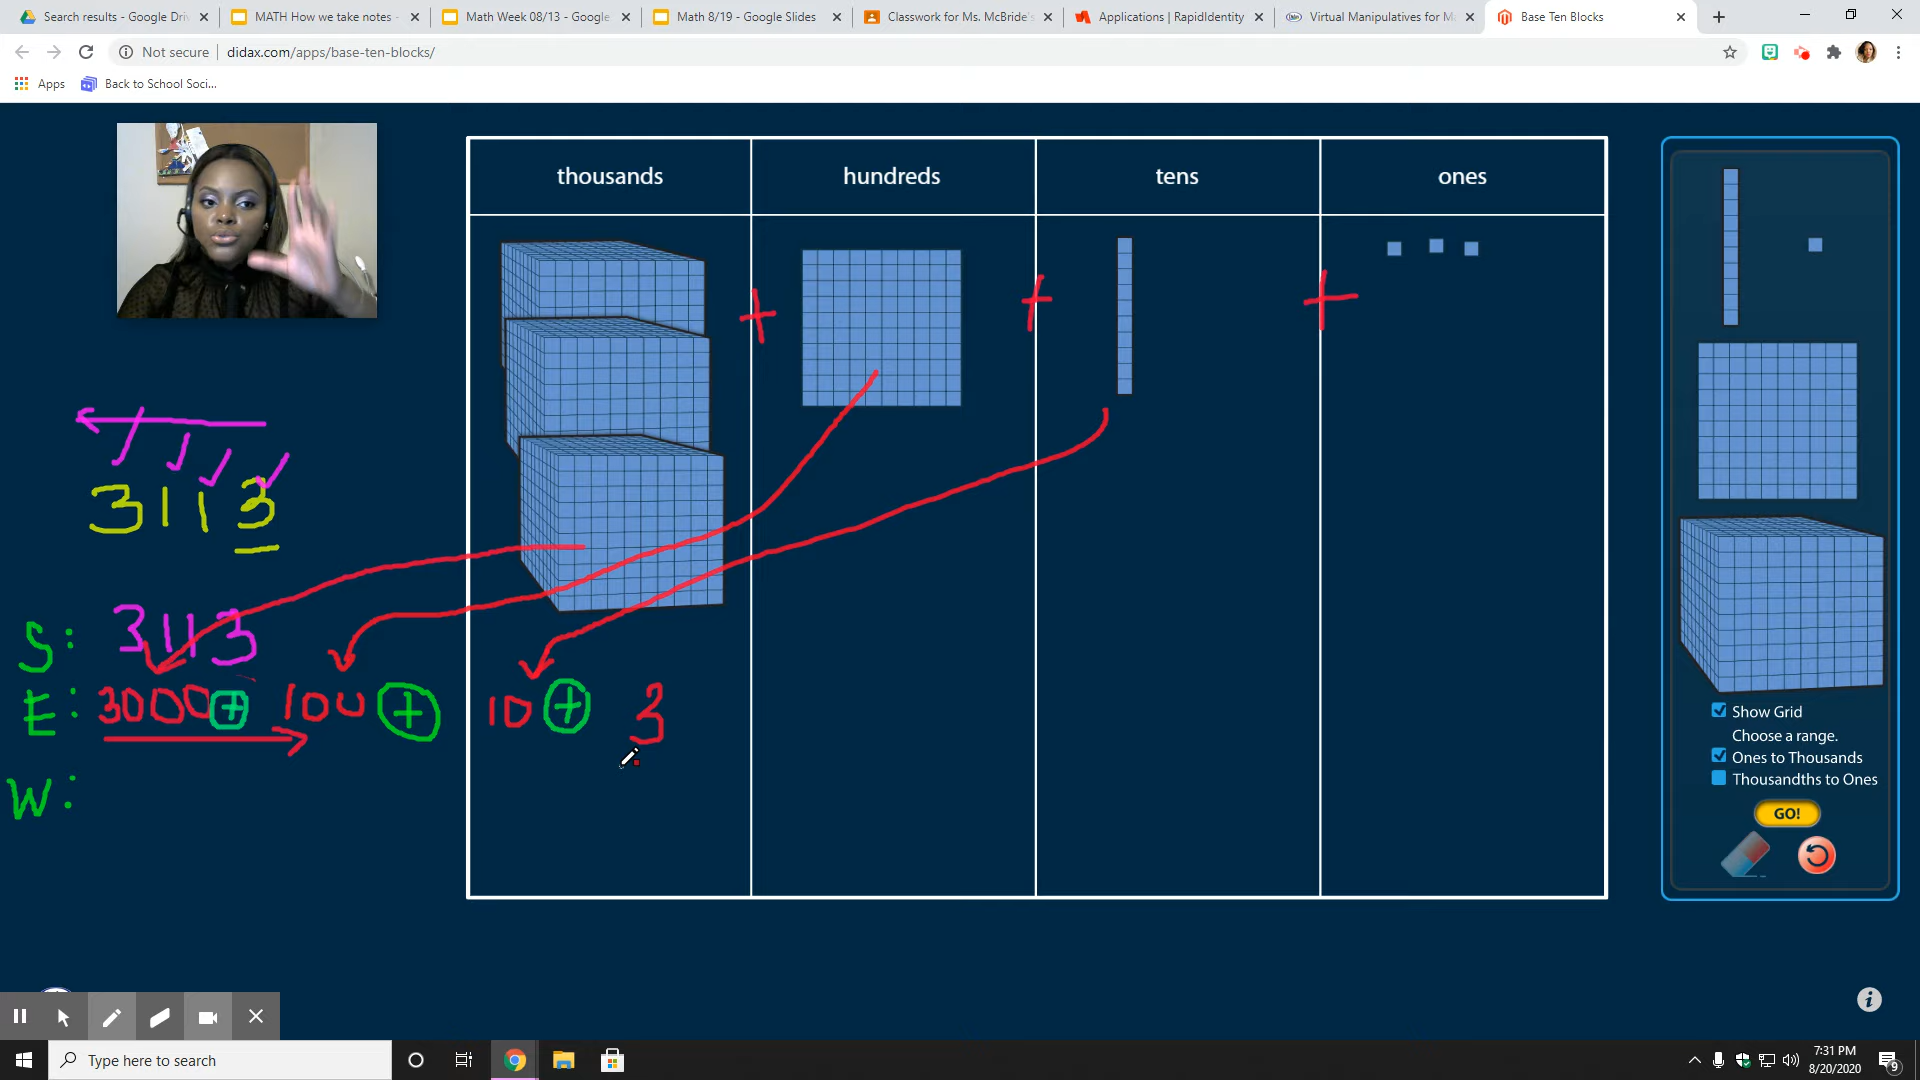 Search results - Google Driv
MATH How we take notes -
Math Week 08/13 - Google
Math 8/19 - Google Slides
Classwork for Ms. McBride's
Applications | RapidIdentity
Virtual Manipulatives for Ma
Base Ten Blocks
Not secure didax.com/apps/base-ten-blocks/
Apps Back to School Soci...
thousands hundreds tens ones
+ + +
3113
S: 3113
E: 3000 + 100 + 10 + 3
W:
Show Grid
Choose a range.
Ones to Thousands
Thousandths to Ones
GO!
i
Type here to search
7:31 PM
8/20/2020
9